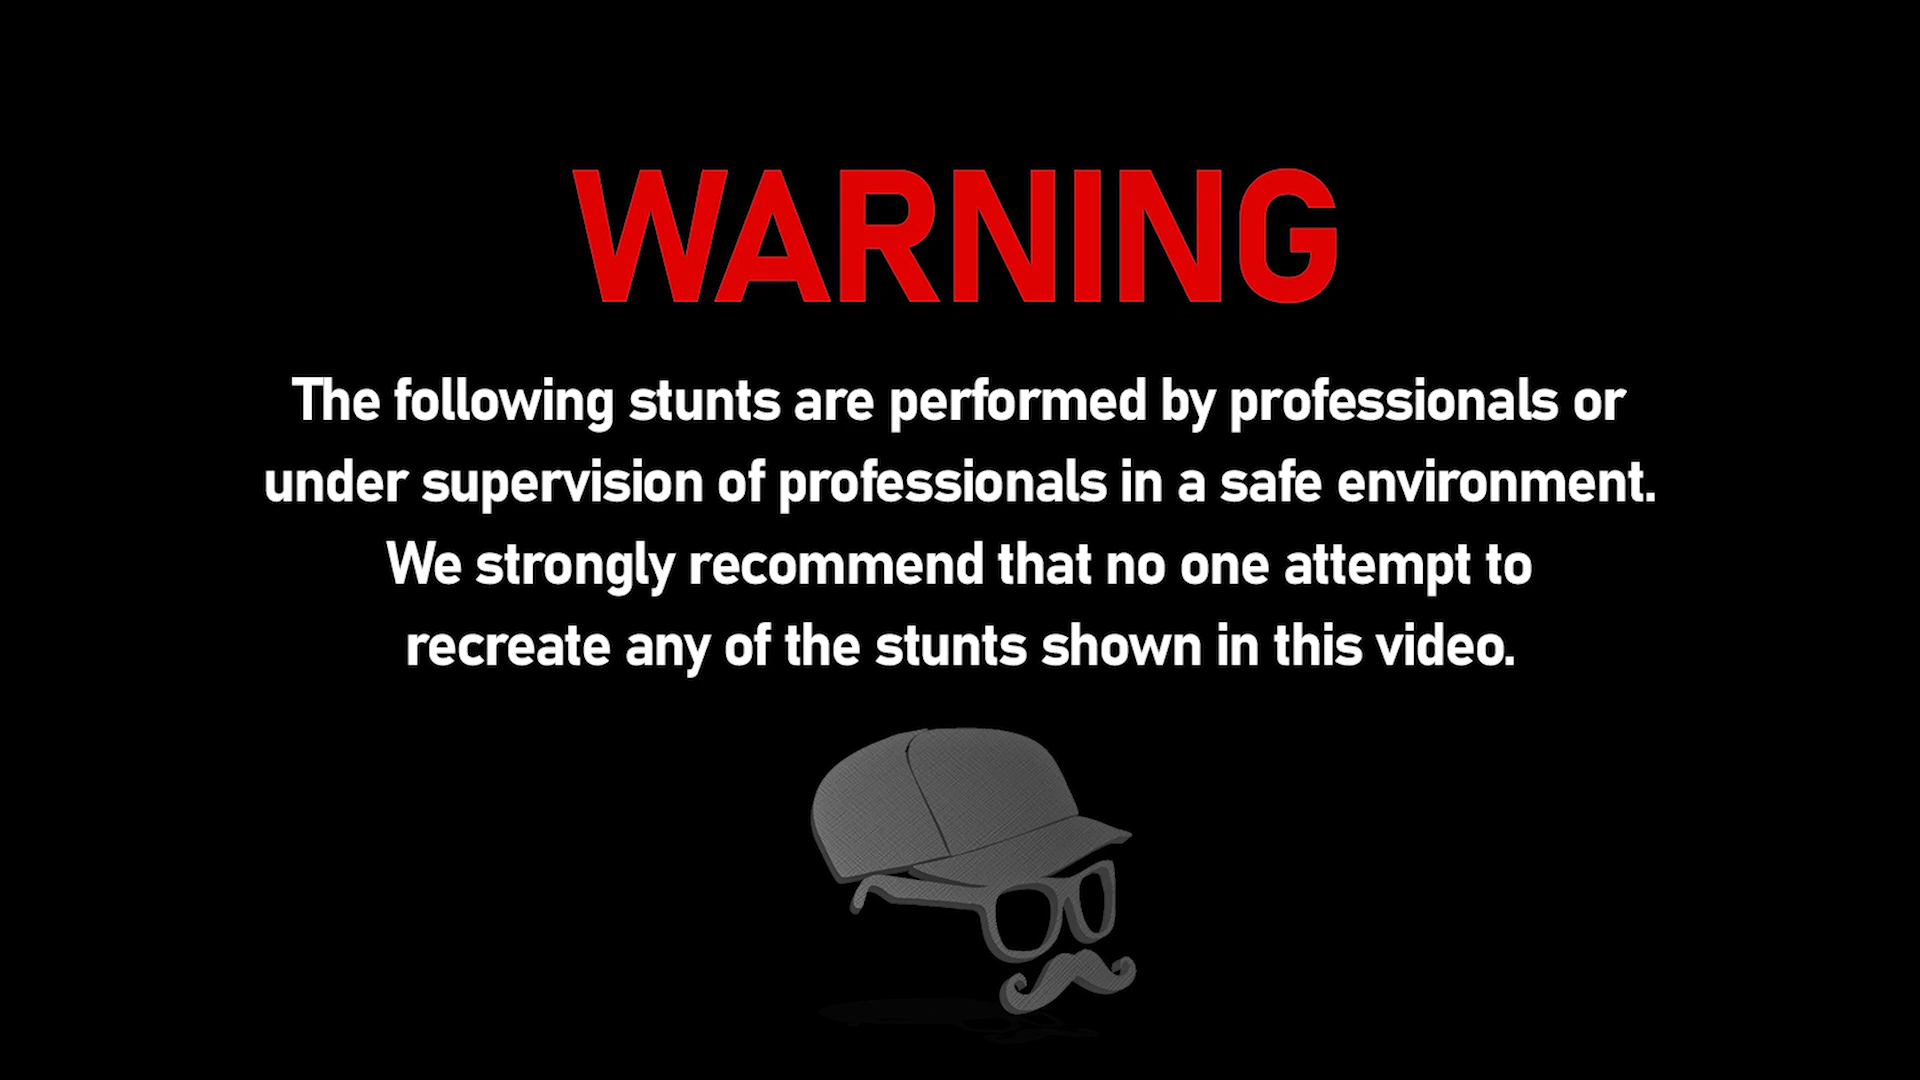 WARNING
The following stunts are performed by professionals or
under supervision of professionals in a safe environment.
We strongly recommend that no one attempt to
recreate any of the stunts shown in this video.